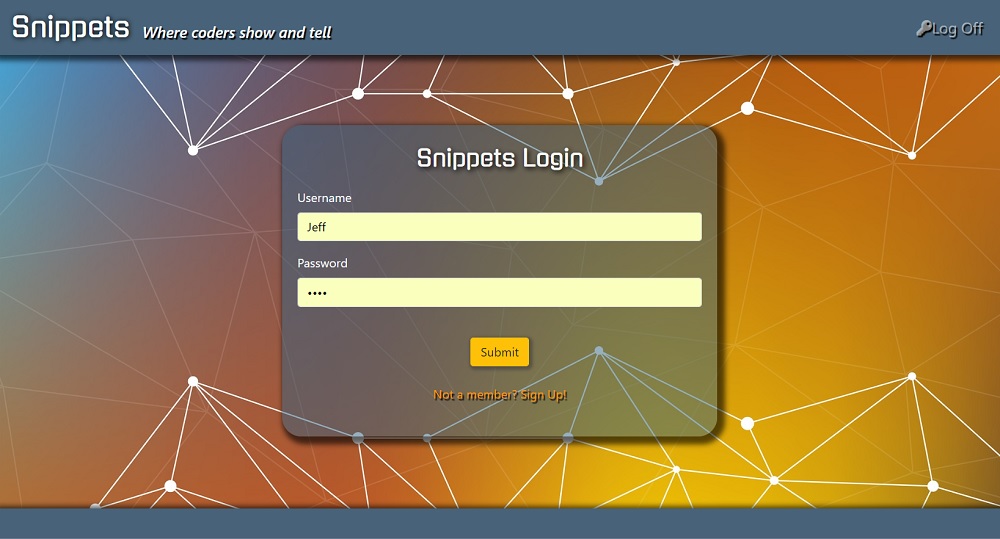 Snippets Where coders show and tell
Log Off
Snippets Login
Username
Jeff
Password
••••
Submit
Not a member? Sign Up!